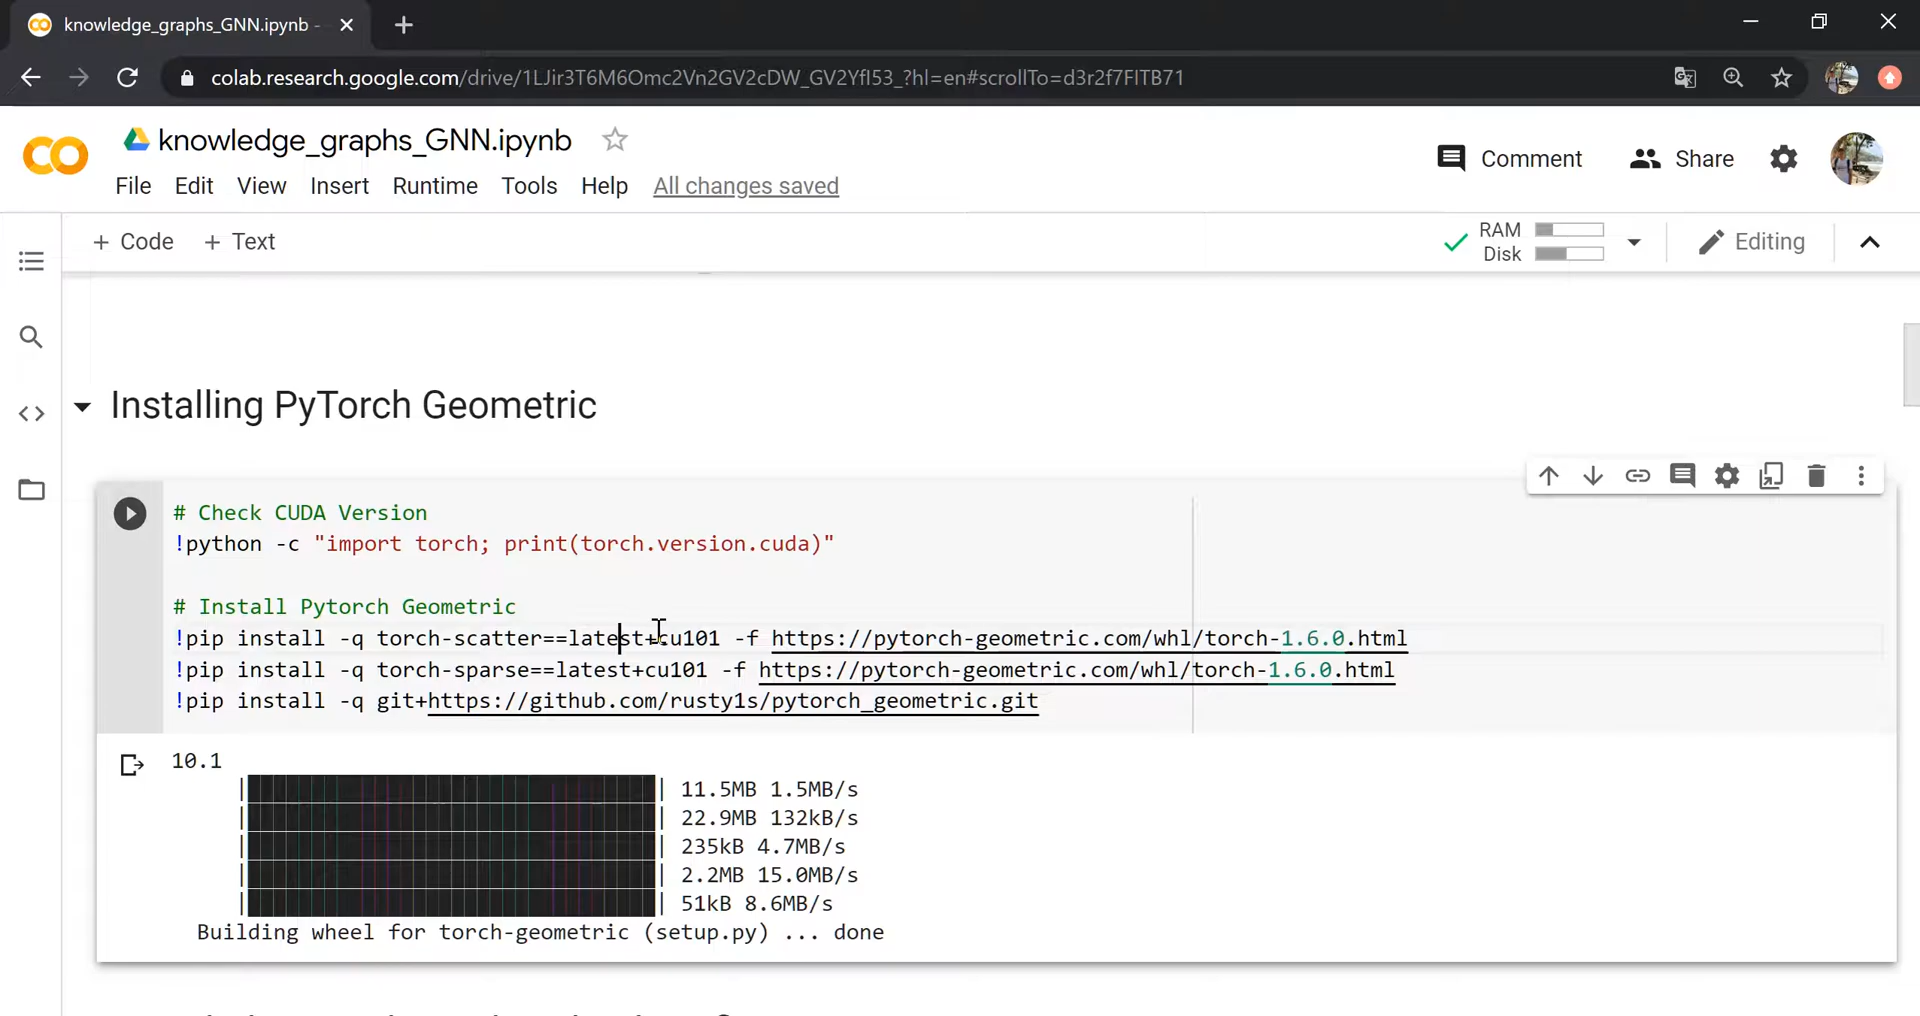 knowledge_graphs_GNN.ipynb -
colab.research.google.com/drive/1LJir3T6M6Omc2Vn2GV2cDW_GV2YfI53_?hl=en#scrollTo=d3r2f7FITB71
knowledge_graphs_GNN.ipynb
Comment
Share
File Edit View Insert Runtime Tools Help All changes saved
+ Code + Text
RAM
Disk
Editing
Installing PyTorch Geometric
# Check CUDA Version
!python -c "import torch; print(torch.version.cuda)"
# Install Pytorch Geometric
!pip install -q torch-scatter==latest+cu101 -f https://pytorch-geometric.com/whl/torch-1.6.0.html
!pip install -q torch-sparse==latest+cu101 -f https://pytorch-geometric.com/whl/torch-1.6.0.html
!pip install -q git+https://github.com/rusty1s/pytorch_geometric.git
10.1
11.5MB 1.5MB/s
22.9MB 132kB/s
235kB 4.7MB/s
2.2MB 15.0MB/s
51kB 8.6MB/s
Building wheel for torch-geometric (setup.py) ... done